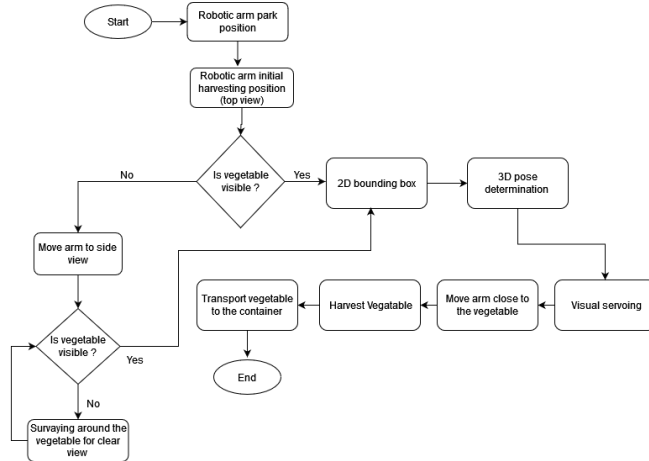 Start
Robotic arm park
position
Robotic arm initial
harvesting position
(top view)
Is vegetable
visible ?
No
Yes
2D bounding box
3D pose
determination
Move arm to side
view
Transport vegetable
to the container
Harvest Vegatable
Move arm close to
the vegetable
Visual servoing
Is vegetable
visible ?
Yes
End
No
Survaying around the
vegetable for clear
view